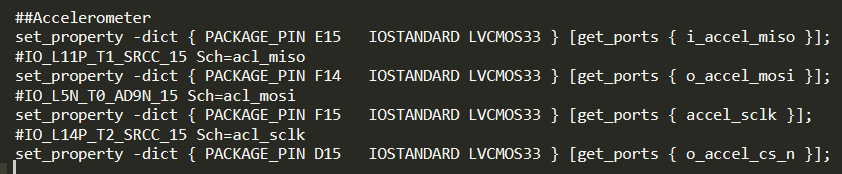 ##Accelerometer
set_property -dict { PACKAGE_PIN E15   IOSTANDARD LVCMOS33 } [get_ports { i_accel_miso }];
#IO_L11P_T1_SRCC_15 Sch=acl_miso
set_property -dict { PACKAGE_PIN F14   IOSTANDARD LVCMOS33 } [get_ports { o_accel_mosi }];
#IO_L5N_T0_AD9N_15 Sch=acl_mosi
set_property -dict { PACKAGE_PIN F15   IOSTANDARD LVCMOS33 } [get_ports { accel_sclk }];
#IO_L14P_T2_SRCC_15 Sch=acl_sclk
set_property -dict { PACKAGE_PIN D15   IOSTANDARD LVCMOS33 } [get_ports { o_accel_cs_n }];